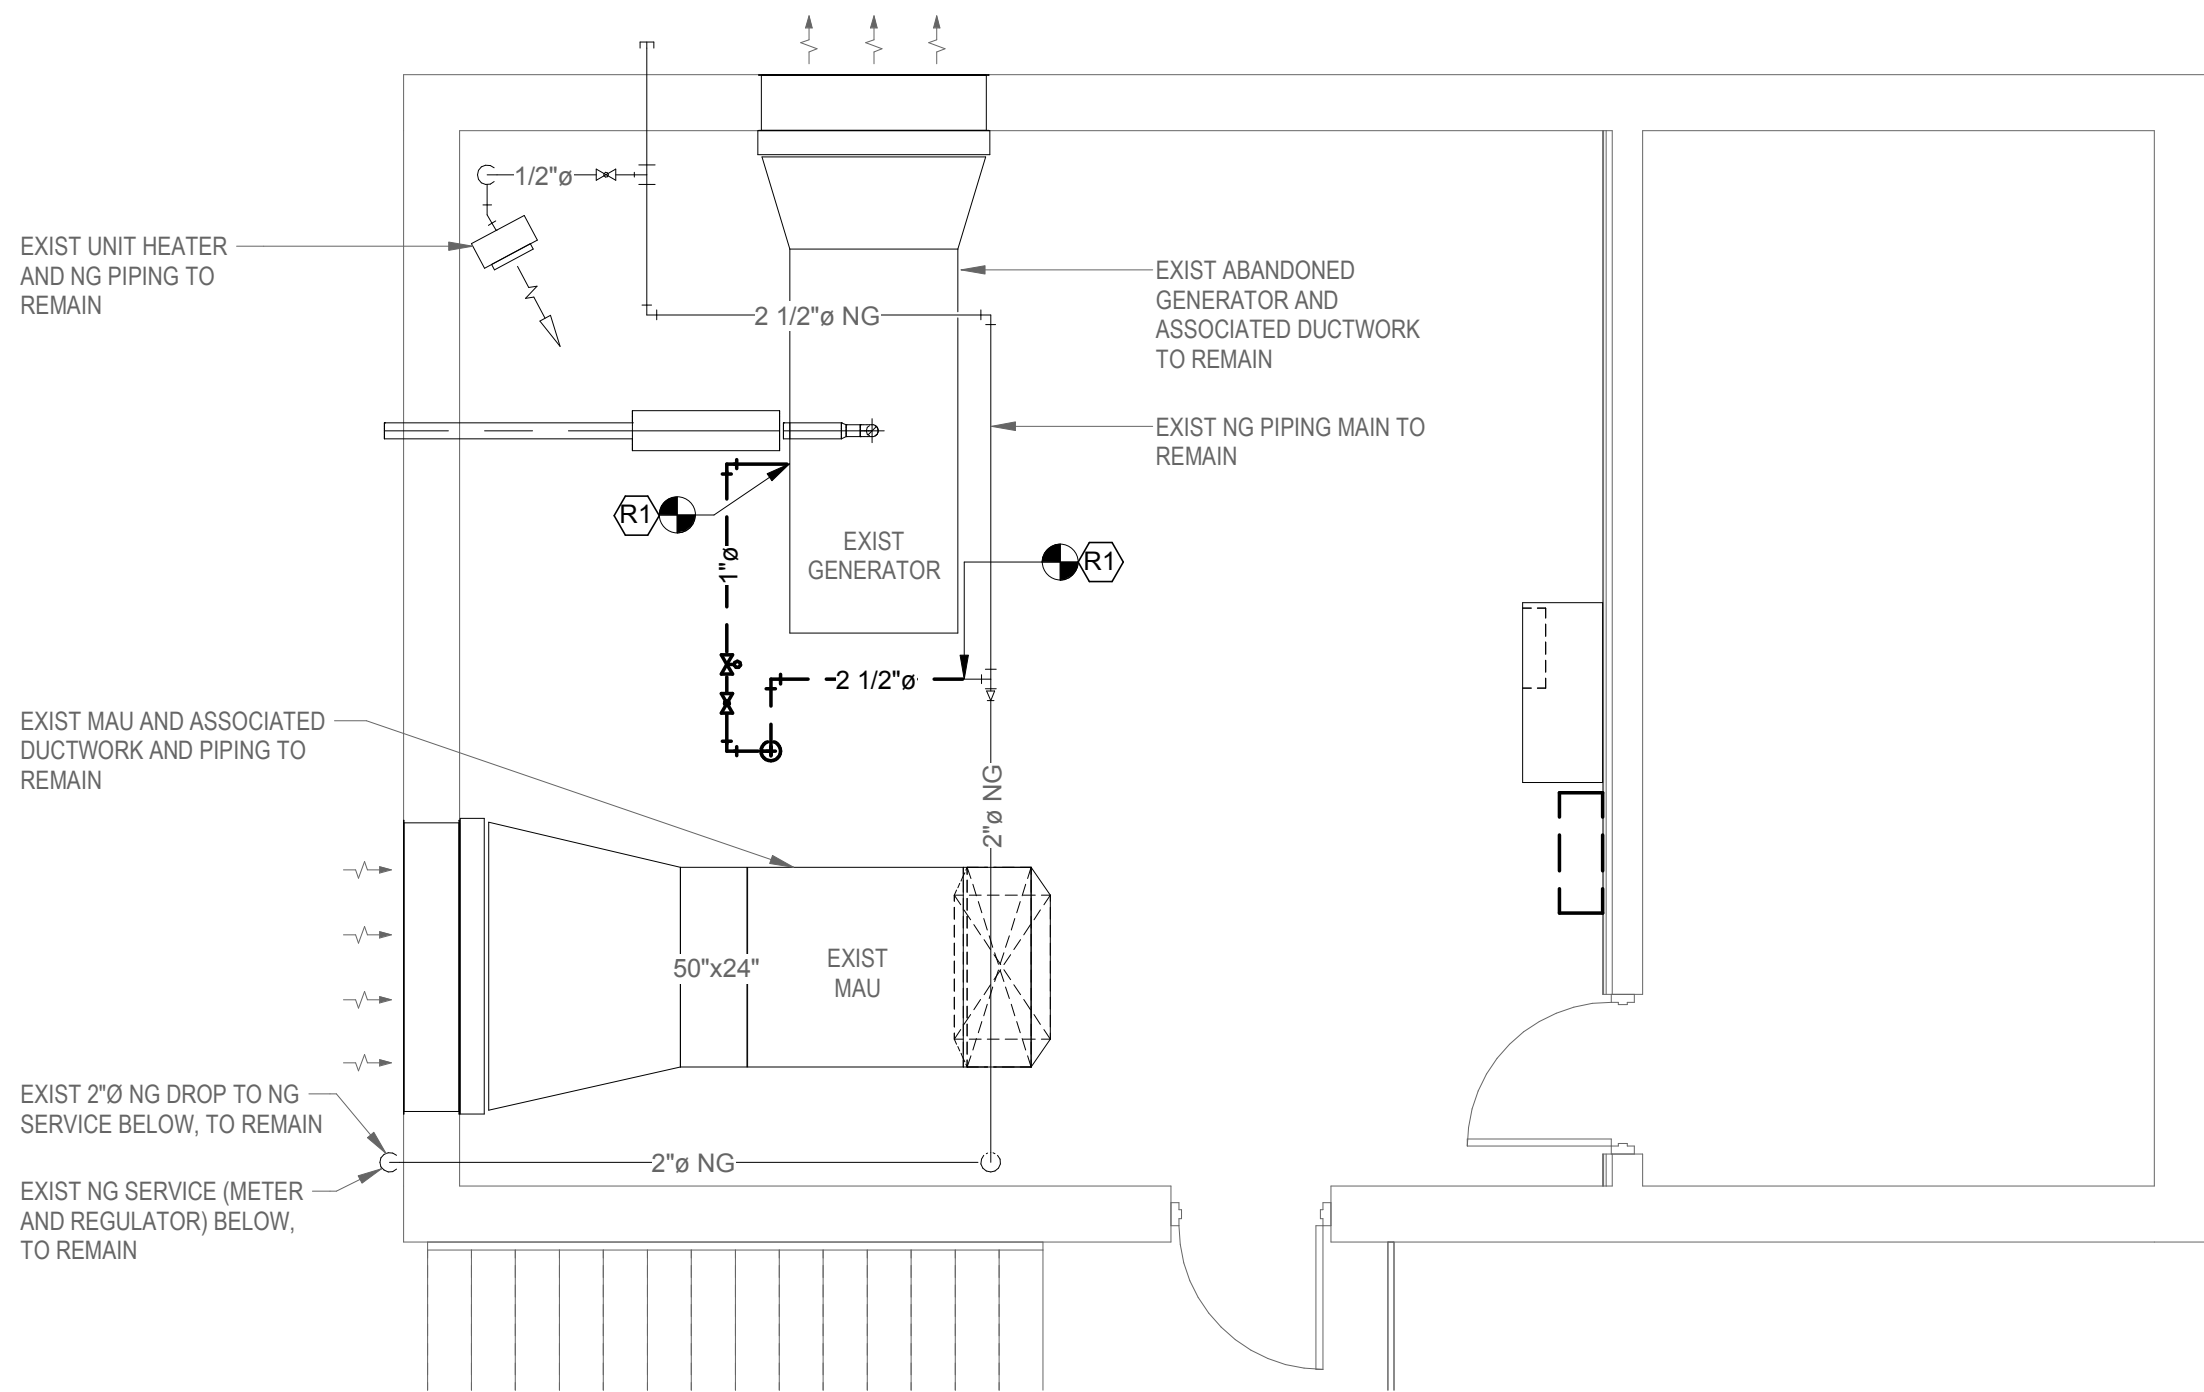 1/2"ø
EXIST UNIT HEATER
AND NG PIPING TO
REMAIN
EXIST ABANDONED
GENERATOR AND
ASSOCIATED DUCTWORK
TO REMAIN
2 1/2"ø NG
EXIST NG PIPING MAIN TO
REMAIN
R1
1"ø
EXIST
GENERATOR
R1
2 1/2"ø
EXIST MAU AND ASSOCIATED
DUCTWORK AND PIPING TO
REMAIN
2"ø NG
50"x24"
EXIST
MAU
EXIST 2"Ø NG DROP TO NG
SERVICE BELOW, TO REMAIN
2"ø NG
EXIST NG SERVICE (METER
AND REGULATOR) BELOW,
TO REMAIN